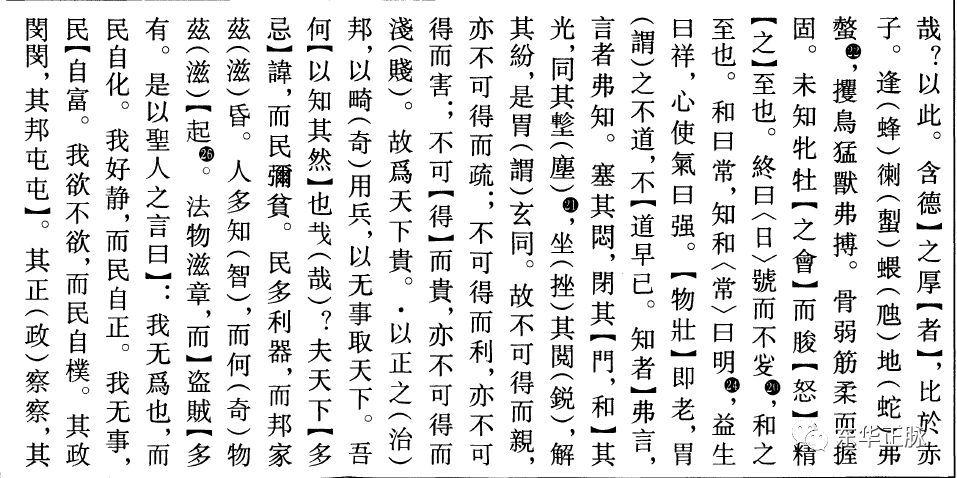 哉？以此。含德】之厚【者】，比於赤
子。逢（蜂）㓨（蝎）螝（虺）地（蛇）弗
螫㉒，攫鳥猛獸弗搏。骨弱筋柔而握
固。未知牝牡【之會】而朘【怒】，精
【之】至也。終曰〈日〉號而不㱊⑳，和之
至也。和曰常，知和〈常〉曰明㉔，益生
曰祥，心使氣曰强。【物壯】即老，胃
（謂）之不道，不【道早已。知者】弗言，
言者弗知。塞其悶，閉其【門，和】其
光，同其塵（塵）㉑，坐（挫）其閱（鋭），解
其紛，是胃（謂）玄同。故不可得而親，
亦不可得而疏；不可得而利，亦不可
得而害；不可【得】而貴，亦不可得而
淺（賤）。故爲天下貴。·以正之（治）
邦，以畸（奇）用兵，以无事取天下。吾
何【以知其然】也𢦏（哉）？夫天下【多
忌】諱，而民彌貧。民多利器，而邦家
茲（滋）昏。人多知（智），而何（奇）物
茲（滋）【起㉖。法物滋章，而】盜賊【多
有。是以聖人之言曰】：我无爲也，而
民自化。我好静，而民自正。我无事，
民【自富。我欲不欲，而民自樸。其政
閔閔，其邦屯屯】。其正（政）察察，其
东华正脉